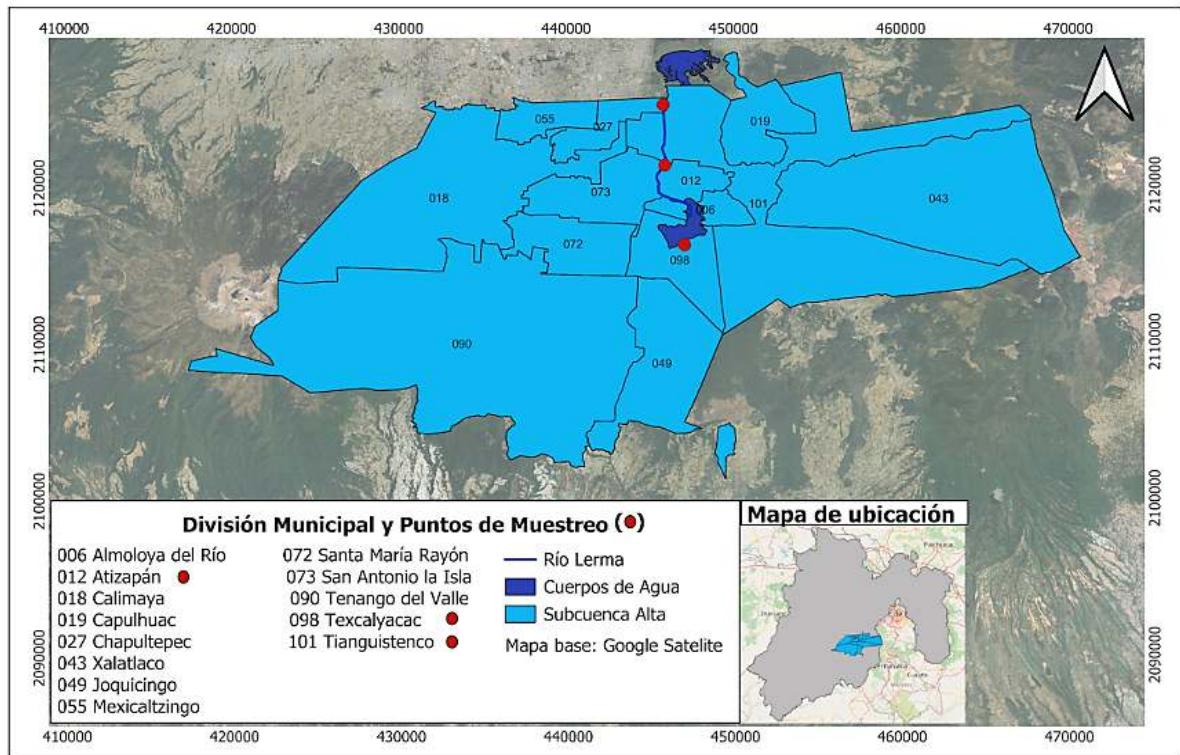 410000 420000 430000 440000 450000 460000 470000
2120000
2110000
2100000
2090000
2120000
2110000
2100000
2090000
019
055
027
012
073
018
101
043
006
072
098
090
049
División Municipal y Puntos de Muestreo ( )
006 Almoloya del Río
012 Atizapán
018 Calimaya
019 Capulhuac
027 Chapultepec
043 Xalatlaco
049 Joquicingo
055 Mexicaltzingo
072 Santa María Rayón
073 San Antonio la Isla
090 Tenango del Valle
098 Texcalyacac
101 Tianguistenco
Río Lerma
Cuerpos de Agua
Subcuenca Alta
Mapa base: Google Satelite
Mapa de ubicación
Pachuca
410000 420000 430000 440000 450000 460000 470000